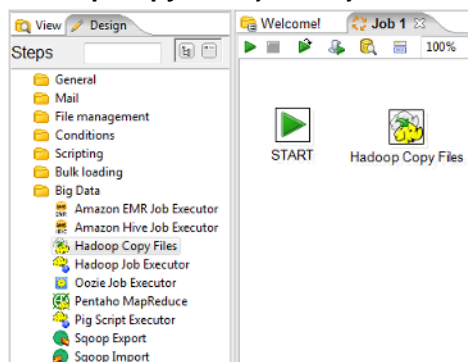 View
Design
Welcome!
Job 1
Steps
100%
General
Mail
File management
Conditions
Scripting
Bulk loading
Big Data
Amazon EMR Job Executor
Amazon Hive Job Executor
Hadoop Copy Files
Hadoop Job Executor
Oozie Job Executor
Pentaho MapReduce
Pig Script Executor
Sqoop Export
Sqoop Import
START
Hadoop Copy Files